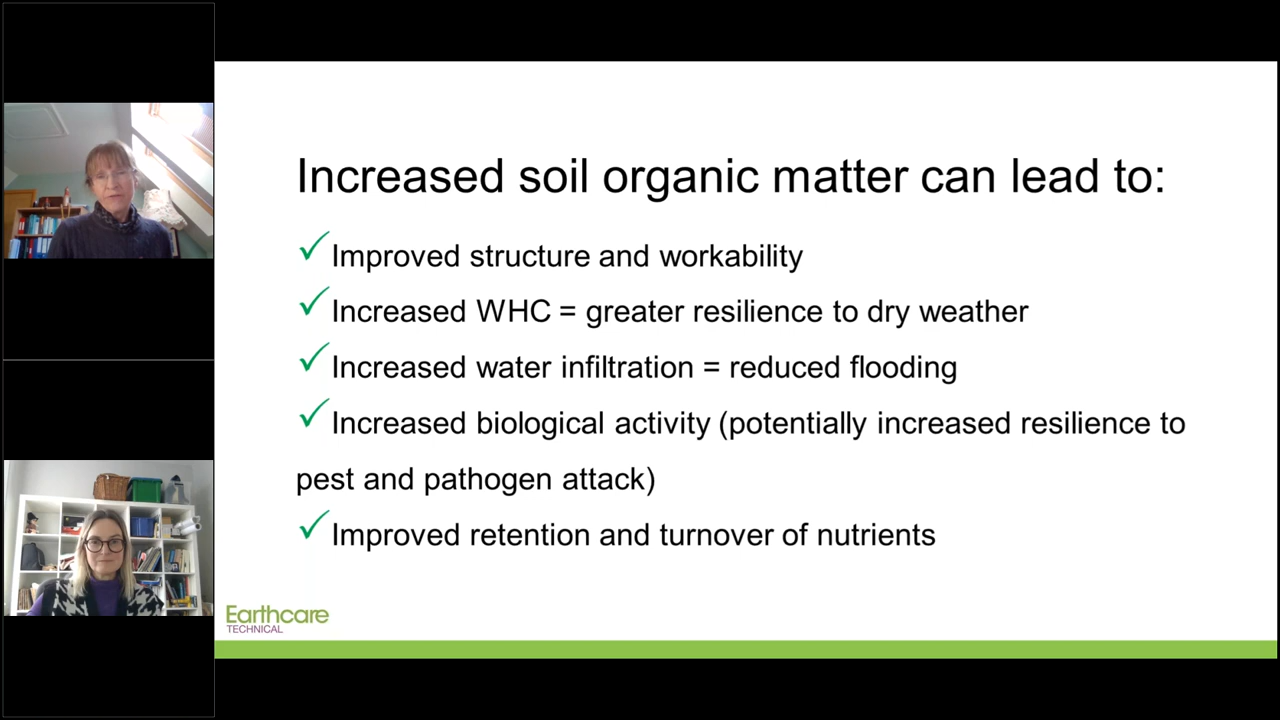 Increased soil organic matter can lead to:
✓Improved structure and workability
✓Increased WHC = greater resilience to dry weather
✓Increased water infiltration = reduced flooding
✓Increased biological activity (potentially increased resilience to
pest and pathogen attack)
✓Improved retention and turnover of nutrients
Earthcare
TECHNICAL